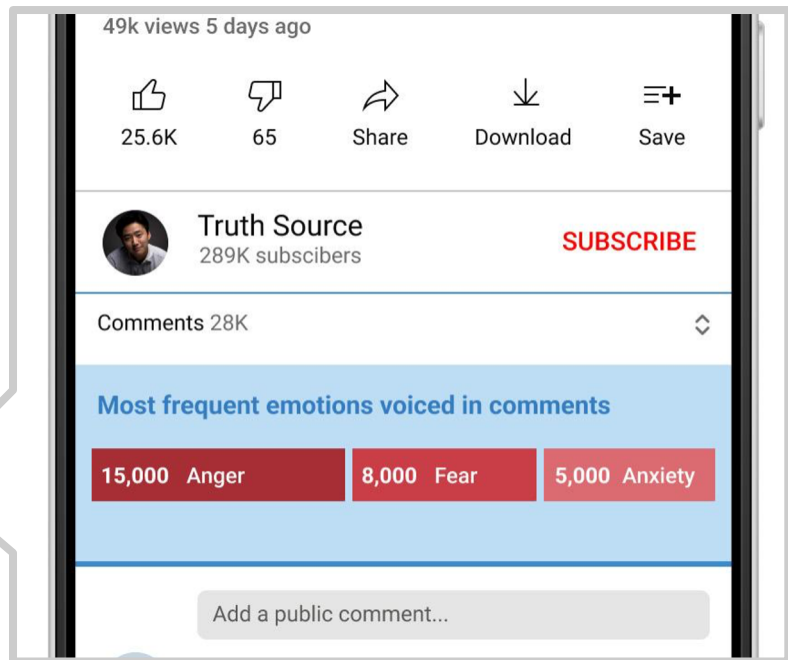 49k views 5 days ago
25.6K 65 Share Download Save
Truth Source
289K subscibers
SUBSCRIBE
Comments 28K
Most frequent emotions voiced in comments
15,000 Anger 8,000 Fear 5,000 Anxiety
Add a public comment...